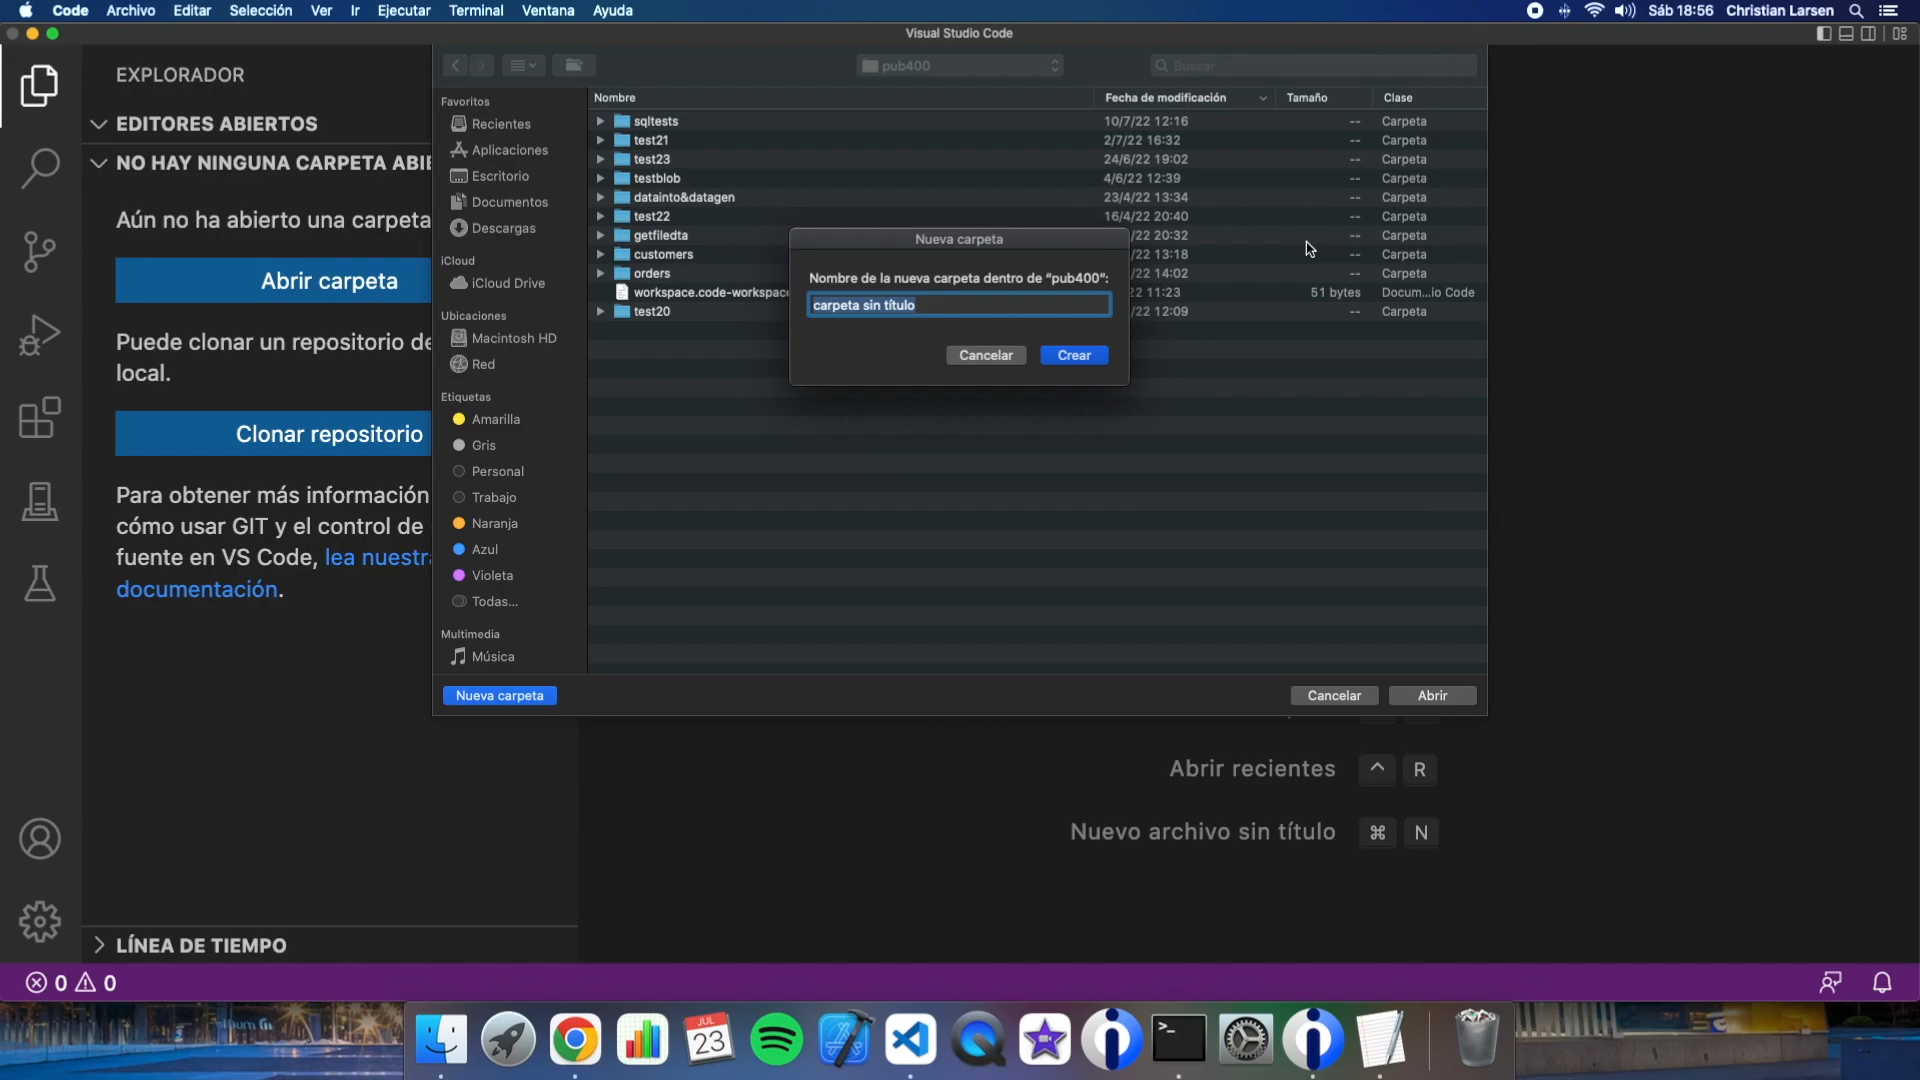 Code Archivo Editar Selección Ver Ir Ejecutar Terminal Ventana Ayuda Sáb 18:56 Christian Larsen
Visual Studio Code
EXPLORADOR
EDITORES ABIERTOS
NO HAY NINGUNA CARPETA ABIE
Aún no ha abierto una carpeta
Abrir carpeta
Puede clonar un repositorio de
local.
Clonar repositorio
Para obtener más información
cómo usar GIT y el control de
fuente en VS Code, lea nuestra
documentación.
LÍNEA DE TIEMPO
pub400
Buscar
Favoritos
Recientes
Aplicaciones
Escritorio
Documentos
Descargas
iCloud
iCloud Drive
Ubicaciones
Macintosh HD
Red
Etiquetas
Amarilla
Gris
Personal
Trabajo
Naranja
Azul
Violeta
Todas...
Multimedia
Música
Nombre Fecha de modificación Tamaño Clase
sqltests 10/7/22 12:16 -- Carpeta
test21 2/7/22 16:32 -- Carpeta
test23 24/6/22 19:02 -- Carpeta
testblob 4/6/22 12:39 -- Carpeta
datainto&datagen 23/4/22 13:34 -- Carpeta
test22 16/4/22 20:40 -- Carpeta
getfiledta /22 20:32 -- Carpeta
customers /22 13:18 -- Carpeta
orders /22 14:02 -- Carpeta
workspace.code-workspace 22 11:23 51 bytes Docum...io Code
test20 /22 12:09 -- Carpeta
Nueva carpeta
Nombre de la nueva carpeta dentro de “pub400”:
carpeta sin título
Cancelar Crear
Nueva carpeta Cancelar Abrir
Abrir recientes ^ R
Nuevo archivo sin título ⌘ N
0 0
JUL
23